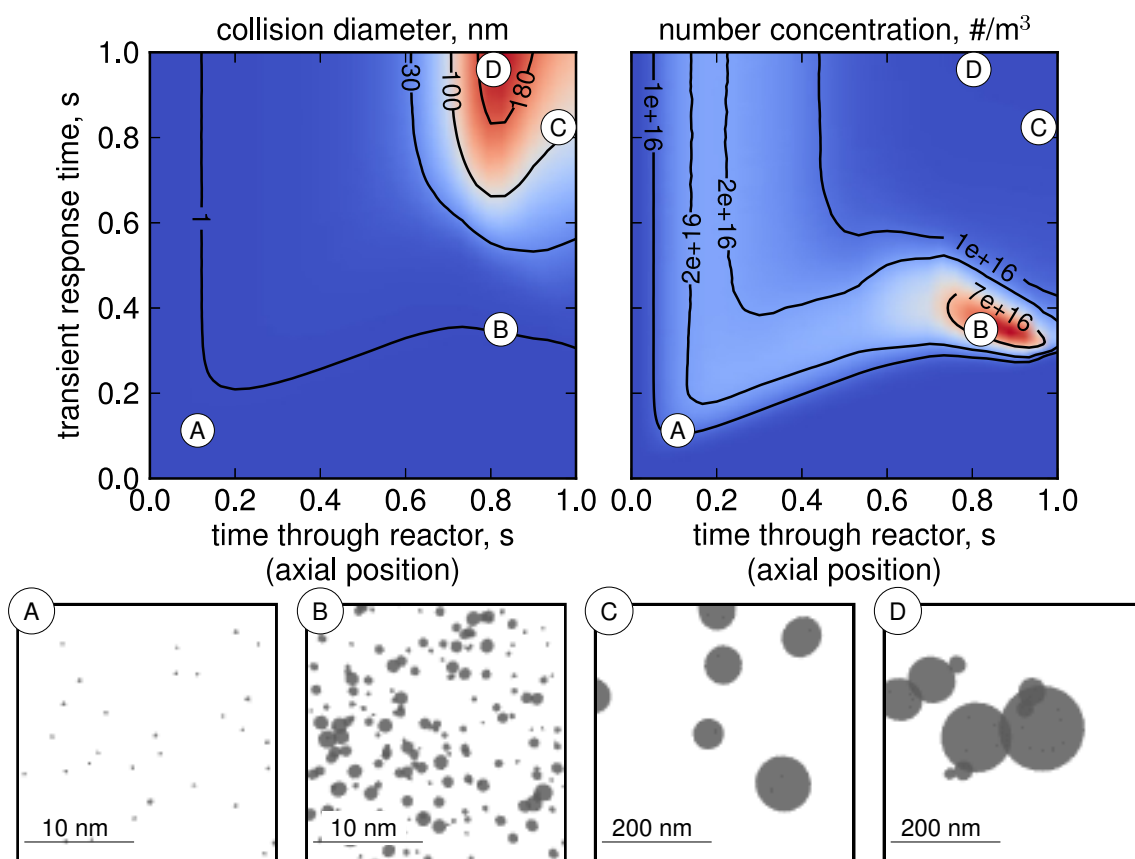 collision diameter, nm
number concentration, #/m³
transient response time, s
1.0
0.8
0.6
0.4
0.2
0.0
1
30
100
180
A
B
C
D
1e+16
2e+16
2e+16
1e+16
7e+16
A
B
C
D
0.0 0.2 0.4 0.6 0.8 1.0
0.0 0.2 0.4 0.6 0.8 1.0
time through reactor, s
(axial position)
time through reactor, s
(axial position)
A
10 nm
B
10 nm
C
200 nm
D
200 nm